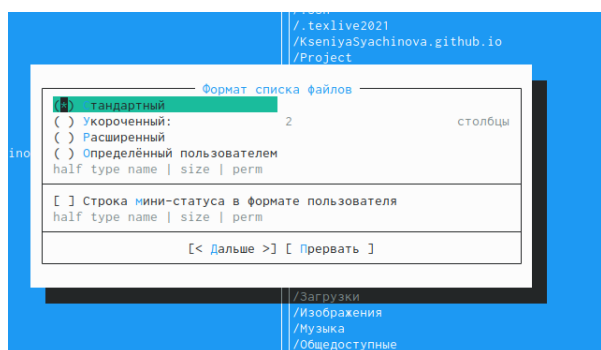 /.texlive2021
/KseniyaSyachinova.github.io
/Project
Формат списка файлов
(*) Стандартный
( ) Укороченный: 2 столбцы
( ) Расширенный
ino
( ) Определённый пользователем
half type name | size | perm
[ ] Строка мини-статуса в формате пользователя
half type name | size | perm
[< Дальше >] [ Прервать ]
/Загрузки
/Изображения
/Музыка
/Общедоступные